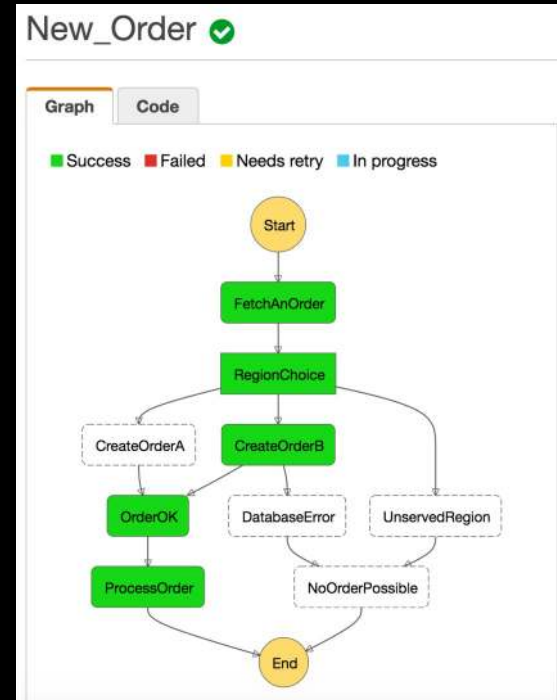 New_Order
Graph Code
Success Failed Needs retry In progress
Start
FetchAnOrder
RegionChoice
CreateOrderA CreateOrderB
OrderOK DatabaseError UnservedRegion
ProcessOrder NoOrderPossible
End